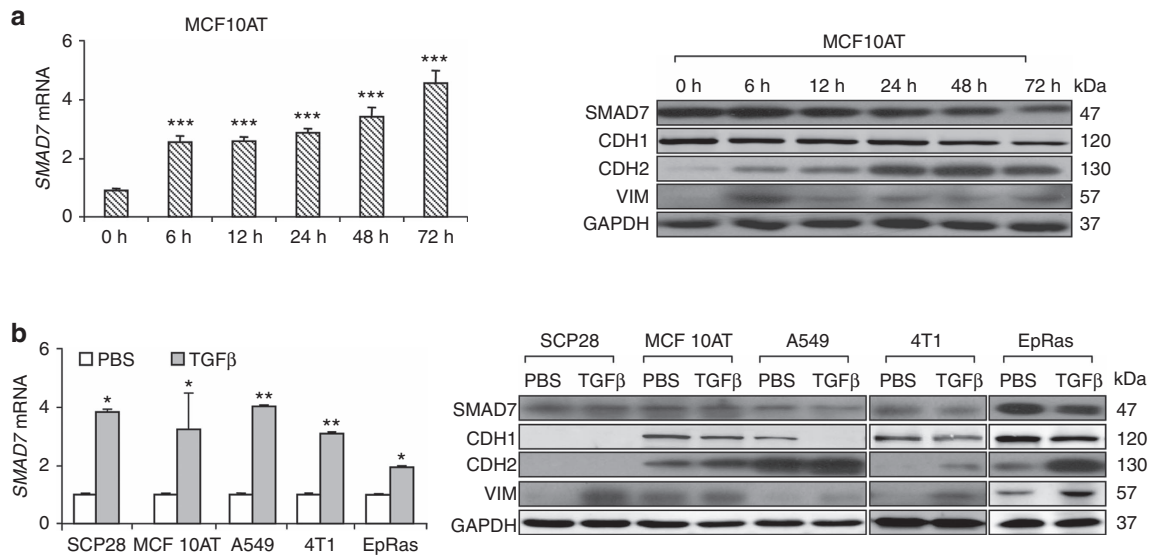 a
MCF10AT
6
4
2
0
SMAD7 mRNA
***
***
***
***
***
0 h 6 h 12 h 24 h 48 h 72 h
MCF10AT
0 h 6 h 12 h 24 h 48 h 72 h kDa
SMAD7 47
CDH1 120
CDH2 130
VIM 57
GAPDH 37
b
PBS TGFβ
6
4
2
0
SMAD7 mRNA
*
*
**
**
*
SCP28 MCF 10AT A549 4T1 EpRas
SCP28 MCF 10AT A549 4T1 EpRas
PBS TGFβ PBS TGFβ PBS TGFβ PBS TGFβ PBS TGFβ kDa
SMAD7 47
CDH1 120
CDH2 130
VIM 57
GAPDH 37